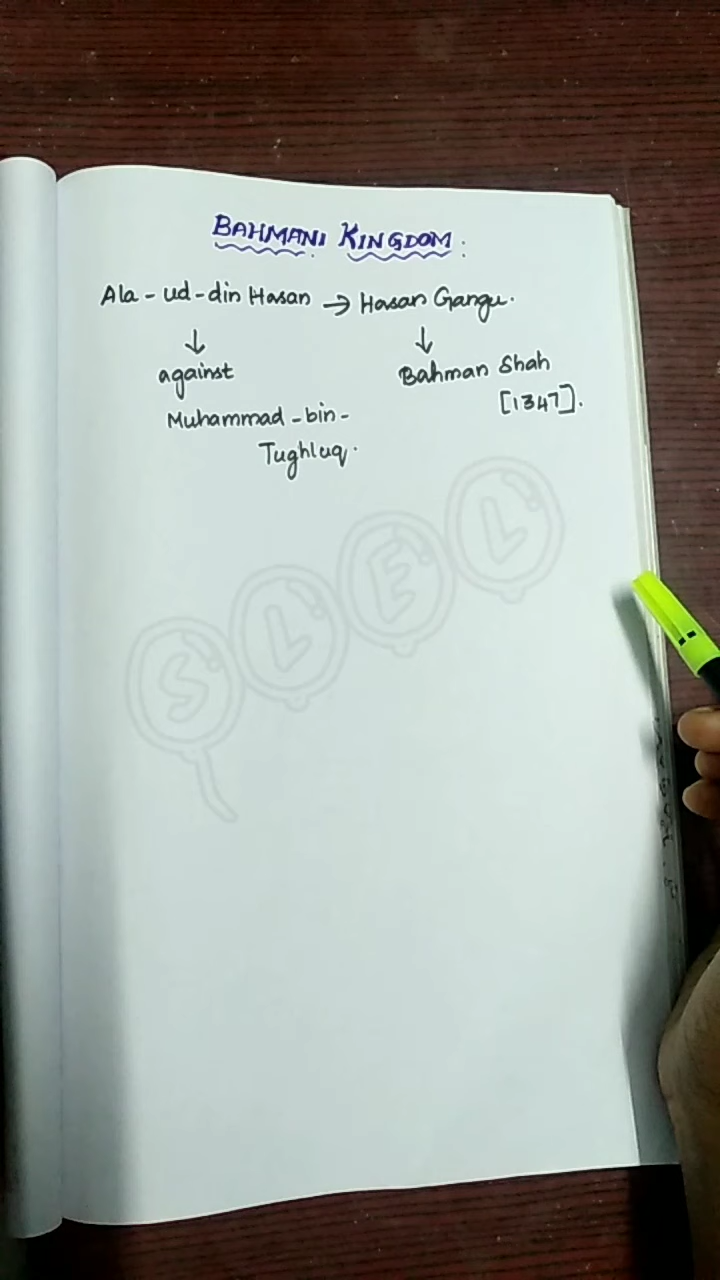 BAHMANI KINGDOM :
Ala - ud - din Hasan → Hasan Gangu.
↓ ↓
against Bahman Shah
Muhammad - bin - [1347].
Tughluq.
SLEL